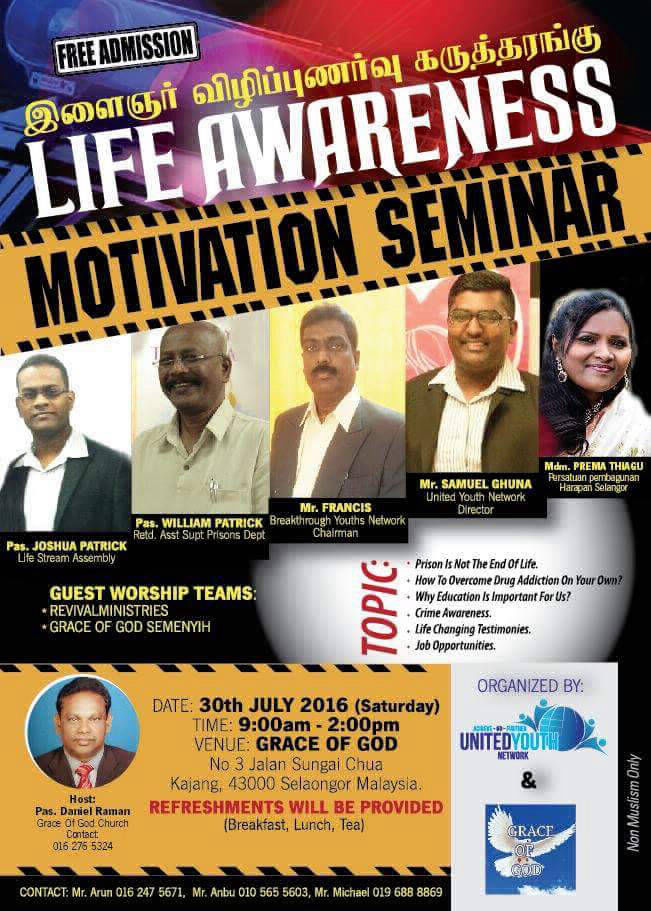 FREE ADMISSION
இளைஞர் விழிப்புணர்வு கருத்தரங்கு
LIFE AWARENESS
MOTIVATION SEMINAR
Pas. JOSHUA PATRICK
Life Stream Assembly
Pas. WILLIAM PATRICK
Retd. Asst Supt Prisons Dept
Mr. FRANCIS
Breakthrough Youths Network
Chairman
Mr. SAMUEL GHUNA
United Youth Network
Director
Mdm. PREMA THIAGU
Persatuan pembagunan
Harapan Selangor
GUEST WORSHIP TEAMS:
* REVIVALMINISTRIES
* GRACE OF GOD SEMENYIH
TOPIC:
• Prison Is Not The End Of Life.
• How To Overcome Drug Addiction On Your Own?
• Why Education Is Important For Us?
• Crime Awareness.
• Life Changing Testimonies.
• Job Opportunities.
Host:
Pas. Daniel Raman
Grace Of God Church
Contact:
016 276 5324
DATE: 30th JULY 2016 (Saturday)
TIME: 9:00am - 2:00pm
VENUE: GRACE OF GOD
No 3 Jalan Sungai Chua
Kajang, 43000 Selaongor Malaysia.
REFRESHMENTS WILL BE PROVIDED
(Breakfast, Lunch, Tea)
ORGANIZED BY:
UNITEDYOUTH
NETWORK
&
GRACE
OF
GOD
Non Muslism Only
CONTACT: Mr. Arun 016 247 5671, Mr. Anbu 010 565 5603, Mr. Michael 019 688 8869